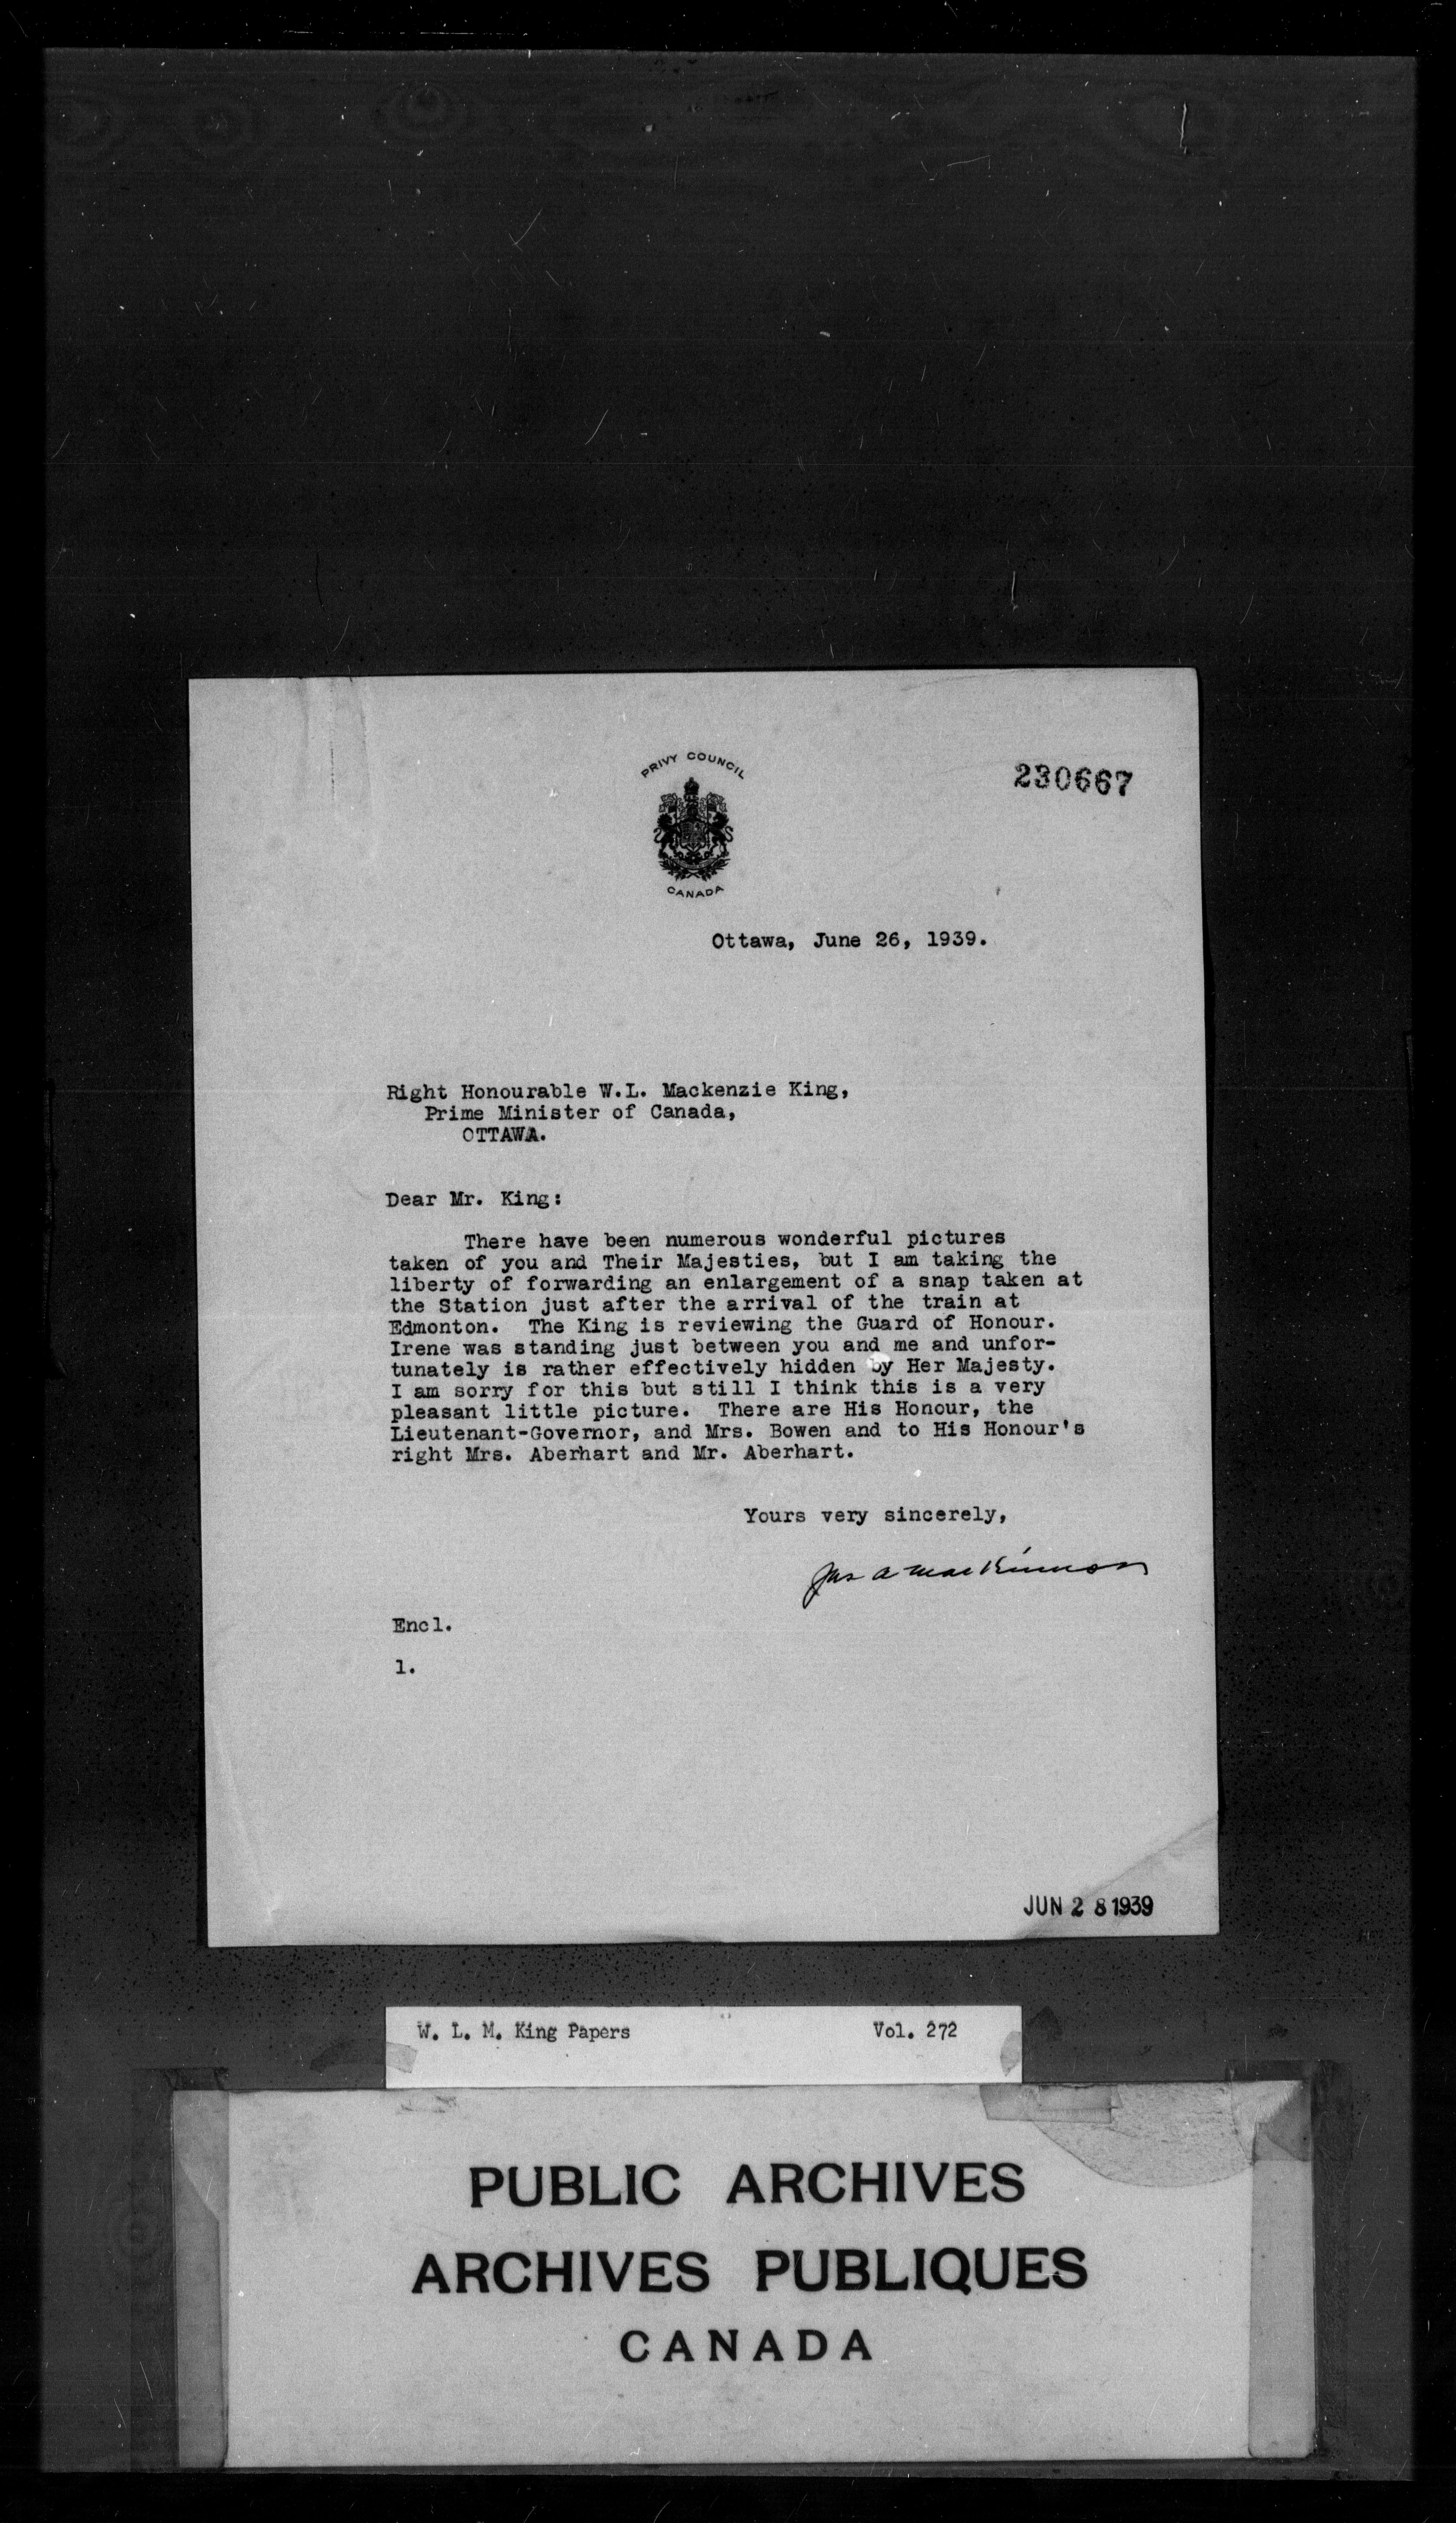 PRIVY COUNCIL
CANADA
230667
Ottawa, June 26, 1939.
Right Honourable W.L. Mackenzie King,
Prime Minister of Canada,
OTTAWA.
Dear Mr. King:
There have been numerous wonderful pictures
taken of you and Their Majesties, but I am taking the
liberty of forwarding an enlargement of a snap taken at
the Station just after the arrival of the train at
Edmonton. The King is reviewing the Guard of Honour.
Irene was standing just between you and me and unfor-
tunately is rather effectively hidden by Her Majesty.
I am sorry for this but still I think this is a very
pleasant little picture. There are His Honour, the
Lieutenant-Governor, and Mrs. Bowen and to His Honour's
right Mrs. Aberhart and Mr. Aberhart.
Yours very sincerely,
Jas A MacKinnon
Encl.
1.
JUN 28 1939
W. L. M. King Papers Vol. 272
PUBLIC ARCHIVES
ARCHIVES PUBLIQUES
CANADA